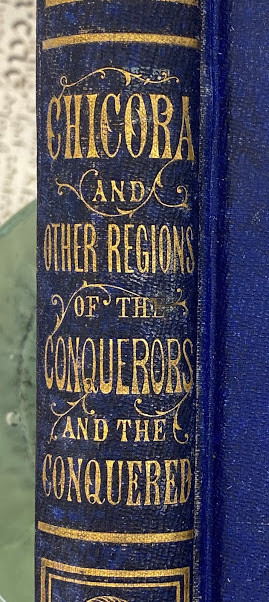 CHICORA
AND
OTHER REGIONS
OF THE
CONQUERORS
AND THE
CONQUERED